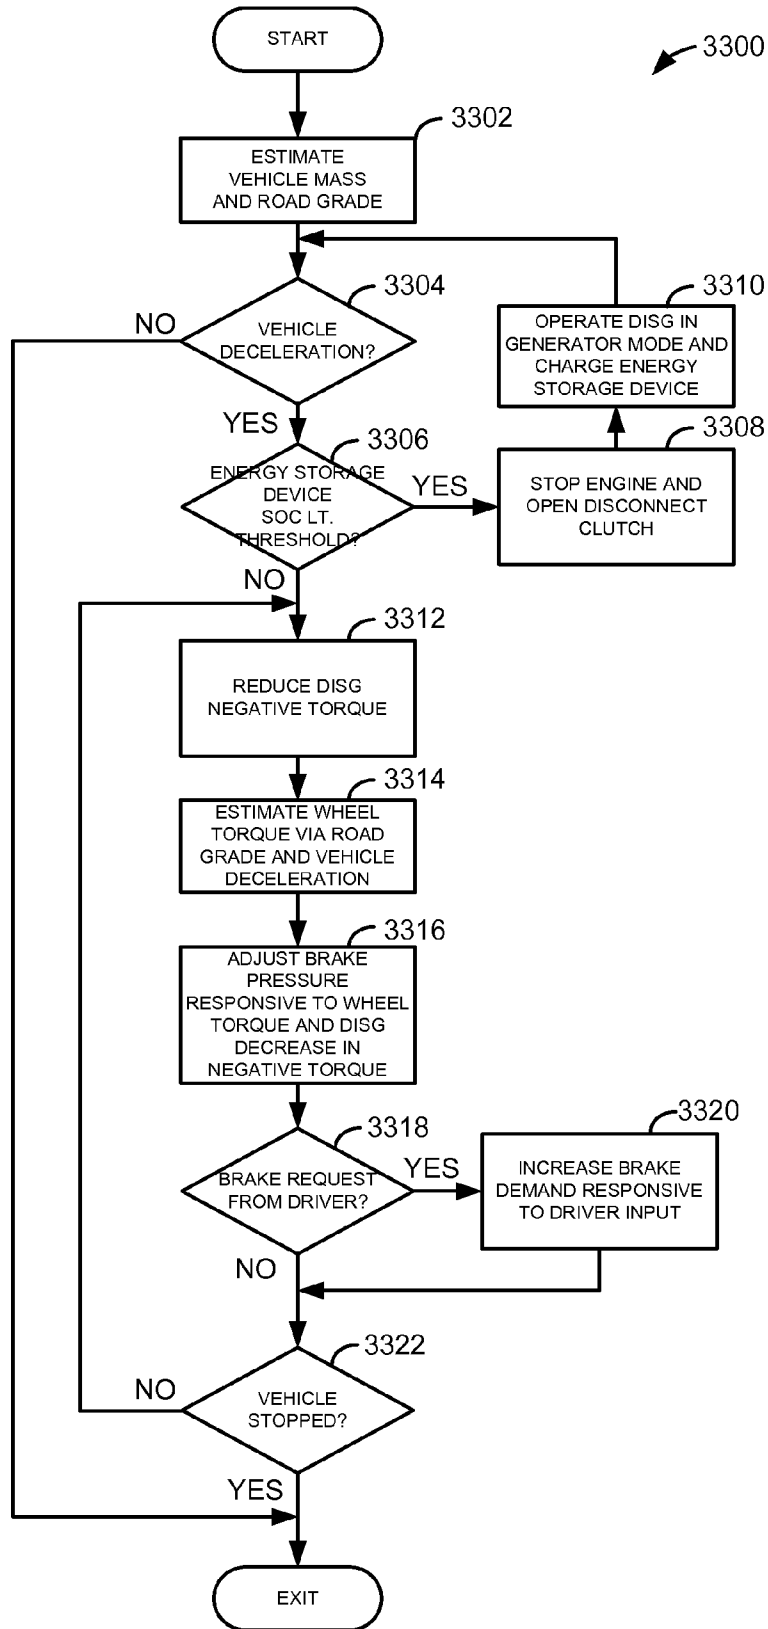 START
3300
3302
ESTIMATE
VEHICLE MASS
AND ROAD GRADE
3304
NO
VEHICLE
DECELERATION?
YES
3310
OPERATE DISG IN
GENERATOR MODE AND
CHARGE ENERGY
STORAGE DEVICE
3306
ENERGY STORAGE
DEVICE
SOC LT.
THRESHOLD?
YES
NO
3308
STOP ENGINE AND
OPEN DISCONNECT
CLUTCH
3312
REDUCE DISG
NEGATIVE TORQUE
3314
ESTIMATE WHEEL
TORQUE VIA ROAD
GRADE AND VEHICLE
DECELERATION
3316
ADJUST BRAKE
PRESSURE
RESPONSIVE TO WHEEL
TORQUE AND DISG
DECREASE IN
NEGATIVE TORQUE
3318
BRAKE REQUEST
FROM DRIVER?
YES
NO
3320
INCREASE BRAKE
DEMAND RESPONSIVE
TO DRIVER INPUT
3322
NO
VEHICLE
STOPPED?
YES
EXIT